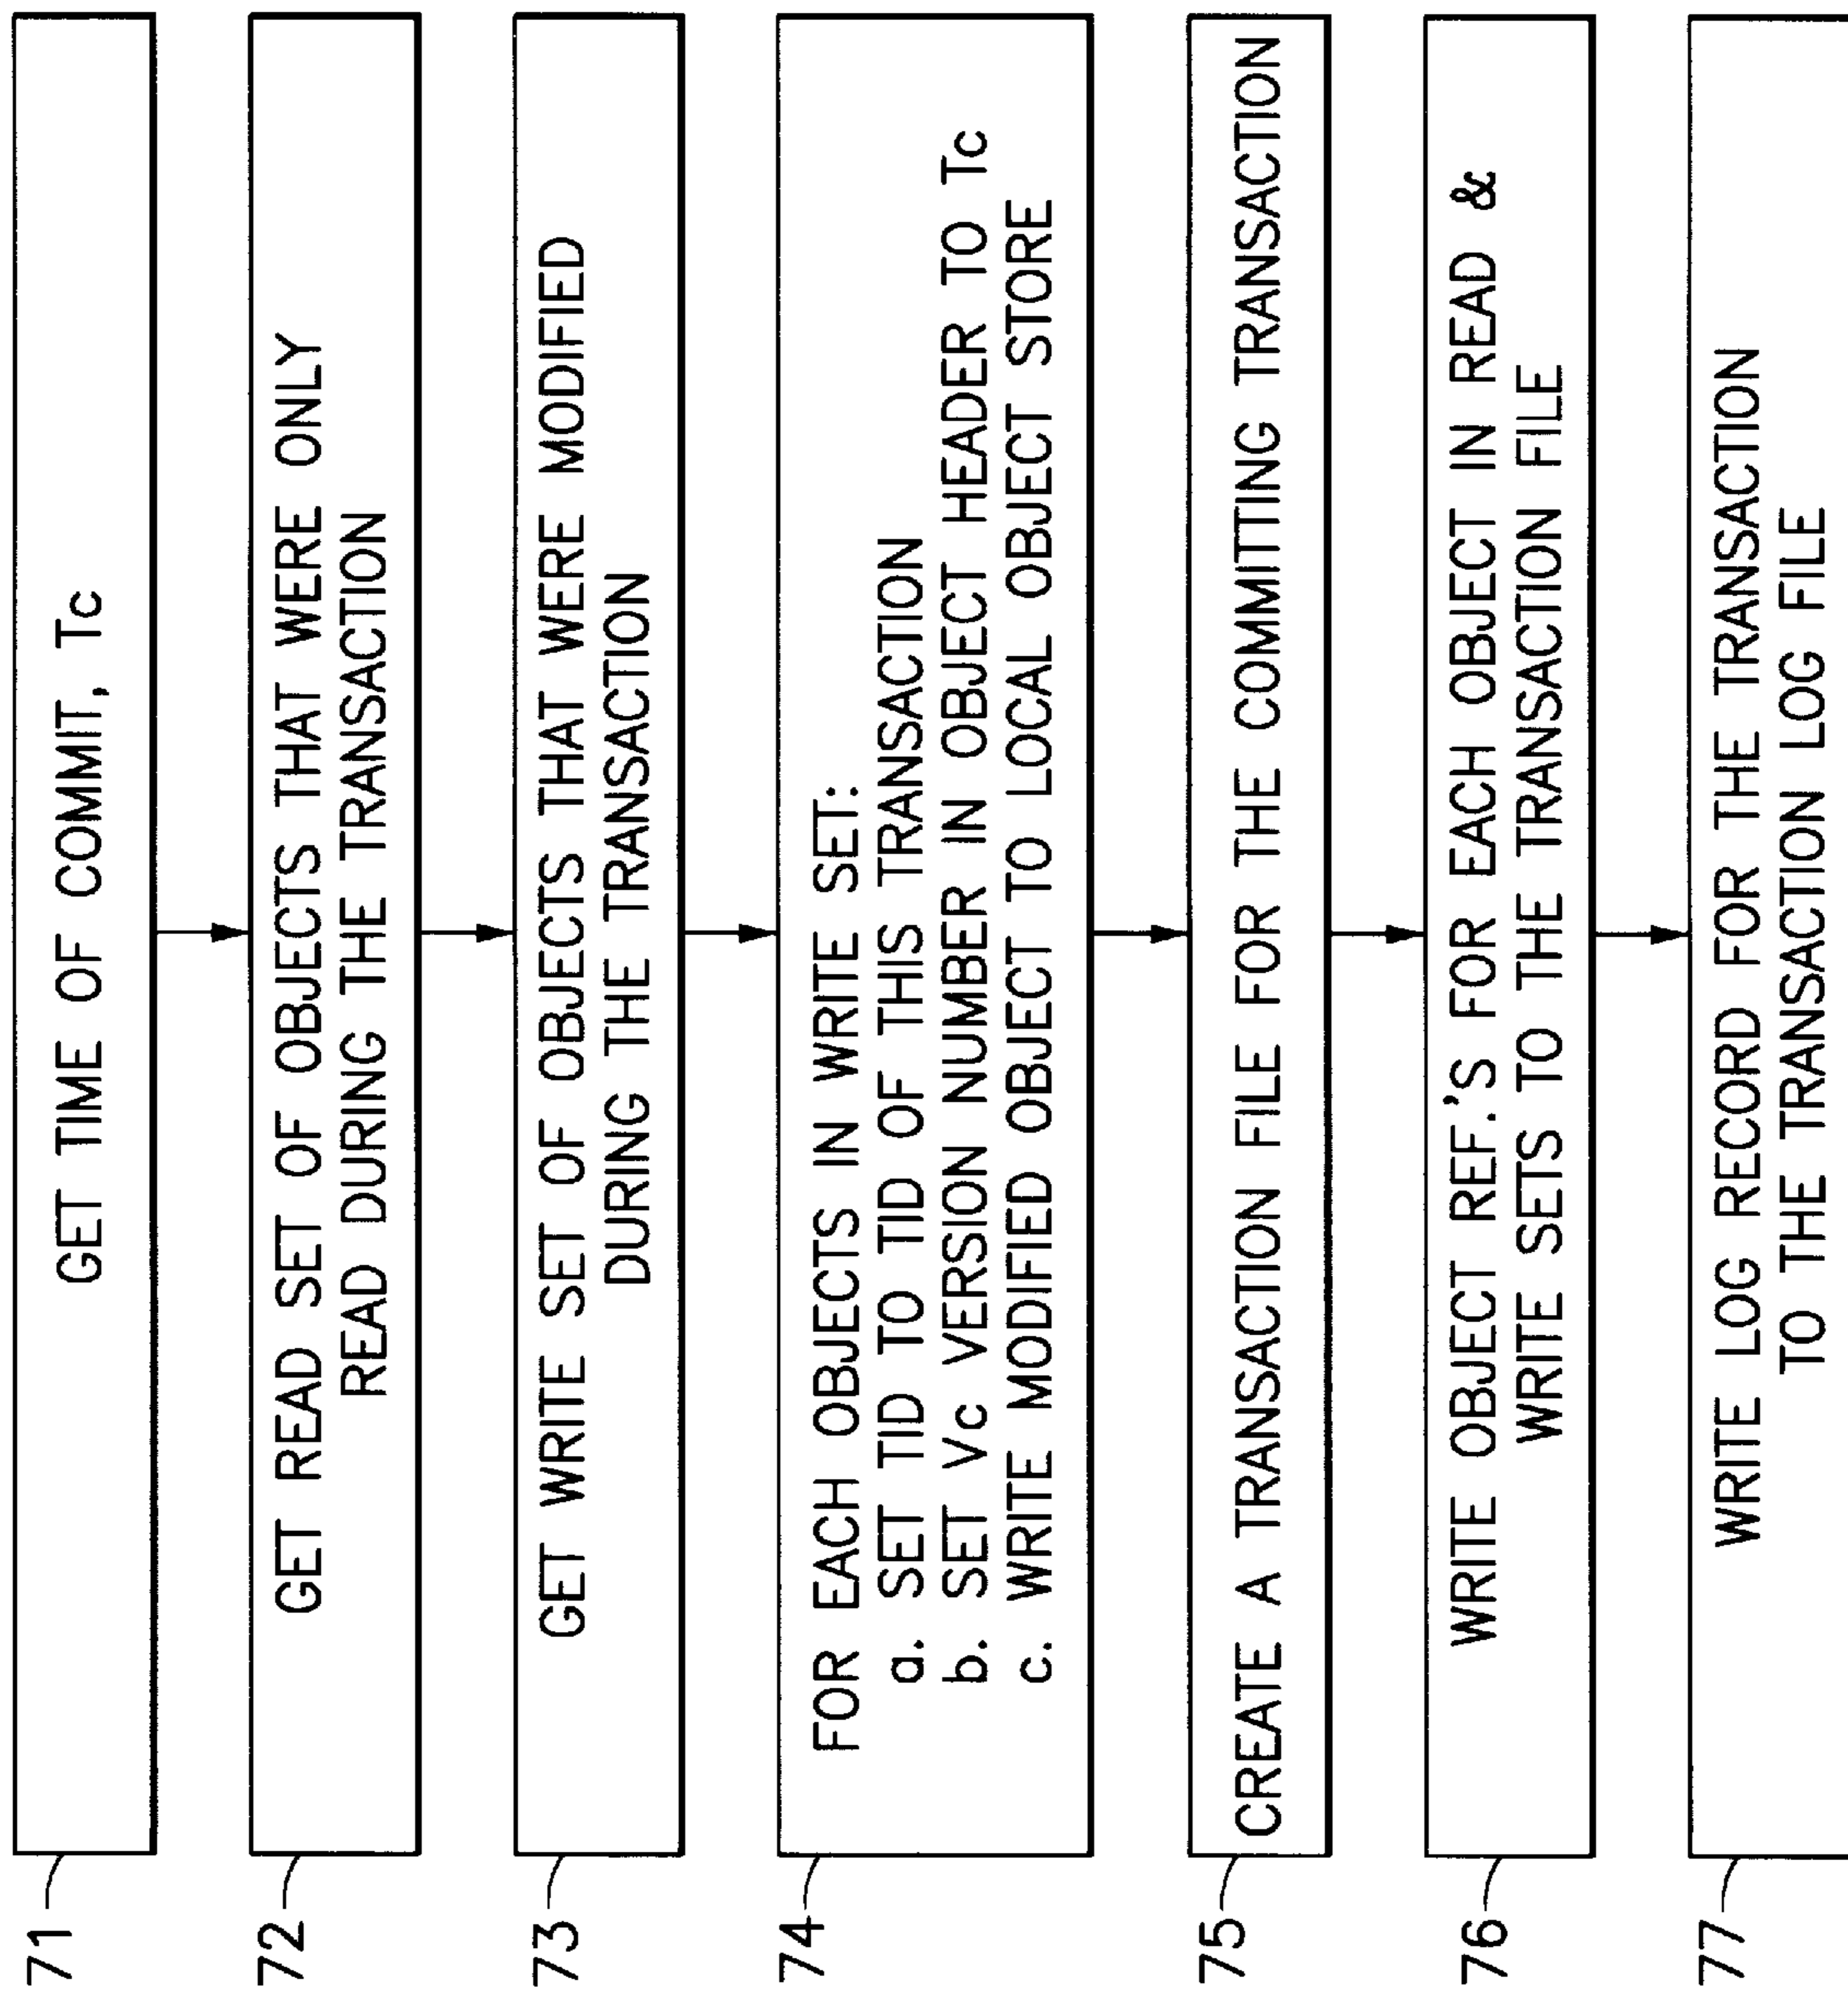 71
GET TIME OF COMMIT, Tc
72
GET READ SET OF OBJECTS THAT WERE ONLY
READ DURING THE TRANSACTION
73
GET WRITE SET OF OBJECTS THAT WERE MODIFIED
DURING THE TRANSACTION
74
FOR EACH OBJECTS IN WRITE SET:
a. SET TID TO TID OF THIS TRANSACTION
b. SET Vc VERSION NUMBER IN OBJECT HEADER TO Tc
c. WRITE MODIFIED OBJECT TO LOCAL OBJECT STORE
75
CREATE A TRANSACTION FILE FOR THE COMMITTING TRANSACTION
76
WRITE OBJECT REF.'S FOR EACH OBJECT IN READ &
WRITE SETS TO THE TRANSACTION FILE
77
WRITE LOG RECORD FOR THE TRANSACTION
TO THE TRANSACTION LOG FILE